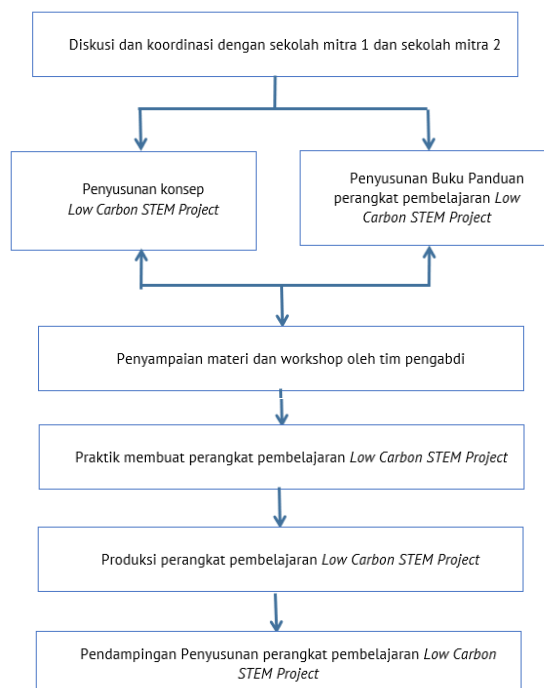 Diskusi dan koordinasi dengan sekolah mitra 1 dan sekolah mitra 2
Penyusunan konsep
Low Carbon STEM Project
Penyusunan Buku Panduan
perangkat pembelajaran Low
Carbon STEM Project
Penyampaian materi dan workshop oleh tim pengabdi
Praktik membuat perangkat pembelajaran Low Carbon STEM Project
Produksi perangkat pembelajaran Low Carbon STEM Project
Pendampingan Penyusunan perangkat pembelajaran Low Carbon
STEM Project